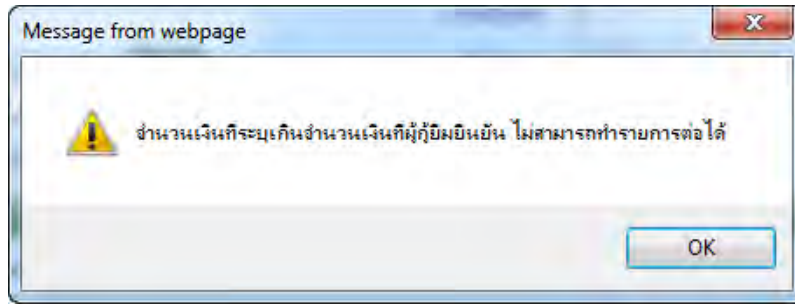 Message from webpage
จำนวนเงินที่ระบุเกินจำนวนเงินที่ผู้กู้ยืมยืนยัน ไม่สามารถทำรายการต่อได้
OK